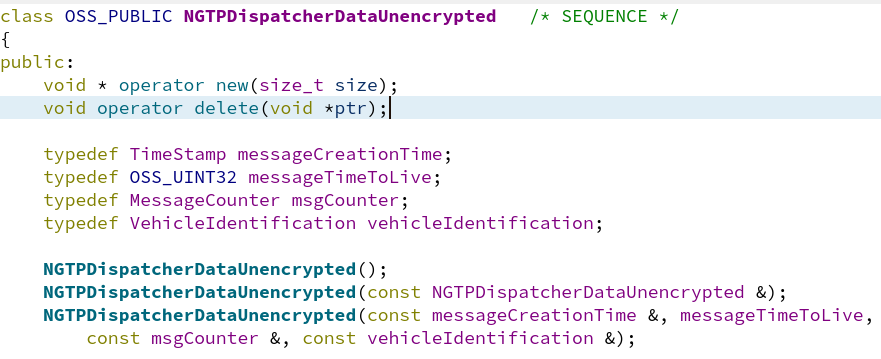 class OSS_PUBLIC NGTPDispatcherDataUnencrypted   /* SEQUENCE */
{
public:
    void * operator new(size_t size);
    void operator delete(void *ptr);

    typedef TimeStamp messageCreationTime;
    typedef OSS_UINT32 messageTimeToLive;
    typedef MessageCounter msgCounter;
    typedef VehicleIdentification vehicleIdentification;

    NGTPDispatcherDataUnencrypted();
    NGTPDispatcherDataUnencrypted(const NGTPDispatcherDataUnencrypted &);
    NGTPDispatcherDataUnencrypted(const messageCreationTime &, messageTimeToLive,
        const msgCounter &, const vehicleIdentification &);